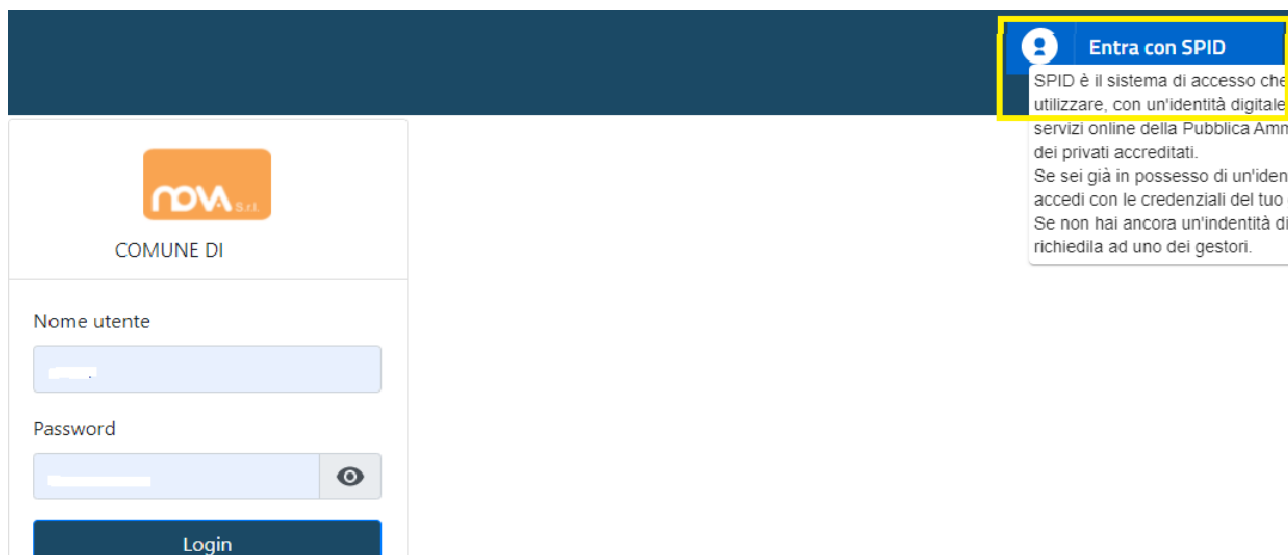 Entra con SPID
SPID è il sistema di accesso che
utilizzare, con un'identità digitale
servizi online della Pubblica Amm
dei privati accreditati.
Se sei già in possesso di un'iden
accedi con le credenziali del tuo
Se non hai ancora un'indentità di
richiedila ad uno dei gestori.
nova S.r.l.
COMUNE DI
Nome utente
Password
Login